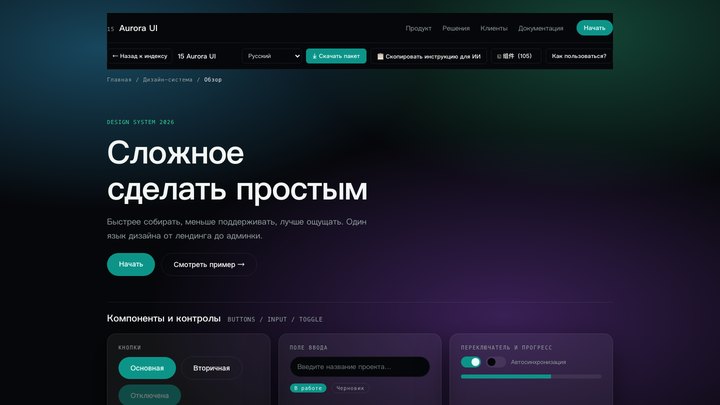 15 Aurora UI
Продукт Решения Клиенты Документация Начать
← Назад к индексу 15 Aurora UI Русский ⤓ Скачать пакет 📋 Скопировать инструкцию для ИИ 组件 (105) Как пользоваться?
Главная / Дизайн-система / Обзор
DESIGN SYSTEM 2026
Сложное
сделать простым
Быстрее собирать, меньше поддерживать, лучше ощущать. Один
язык дизайна от лендинга до админки.
Начать Смотреть пример →
Компоненты и контролы BUTTONS / INPUT / TOGGLE
КНОПКИ
Основная Вторичная
Отключена
ПОЛЕ ВВОДА
Введите название проекта...
В работе Черновик
ПЕРЕКЛЮЧАТЕЛЬ И ПРОГРЕСС
Автосинхронизация